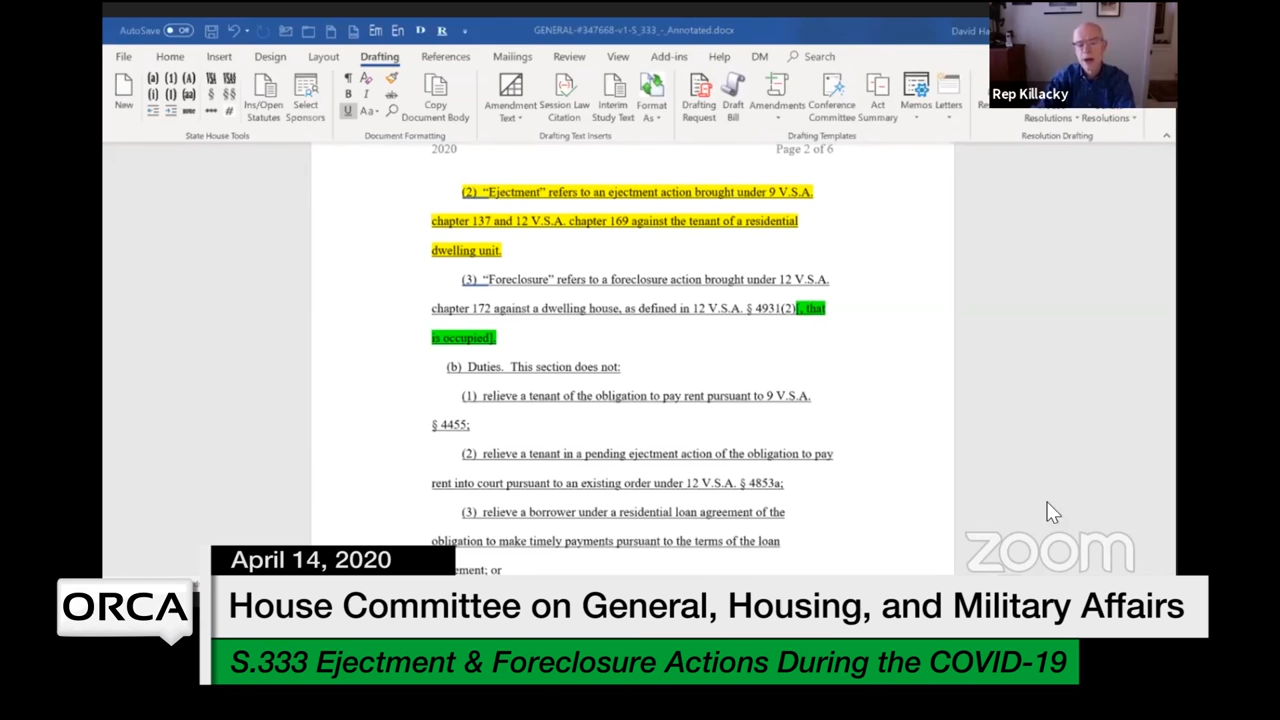 AutoSave Off
Em En D R
GENERAL-#347668-v1-S_333_-_Annotated.docx
David Ha
File Home Insert Draw Design Layout Drafting References Mailings Review View Add-ins Help DM Search
(a) (1) (A)
(i) (I) (aa)
§ §§
New
In/Open Statutes
Select Sponsors
B I
U Aa
Copy Document Body
Amendment Text
Session Law Citation
Interim Study Text
Format As
Drafting Request
Draft Bill
Amendments
Conference Committee
Act Summary
Memos
Letters
Resolutions
Resolutions
State House Tools
Document Formatting
Drafting Text Inserts
Drafting Templates
Resolution Drafting
Rep Killacky
2020 Page 2 of 6
(2) “Ejectment” refers to an ejectment action brought under 9 V.S.A.
chapter 137 and 12 V.S.A. chapter 169 against the tenant of a residential
dwelling unit.
(3) “Foreclosure” refers to a foreclosure action brought under 12 V.S.A.
chapter 172 against a dwelling house, as defined in 12 V.S.A. § 4931(2)[, that
is occupied].
(b) Duties. This section does not:
(1) relieve a tenant of the obligation to pay rent pursuant to 9 V.S.A.
§ 4455;
(2) relieve a tenant in a pending ejectment action of the obligation to pay
rent into court pursuant to an existing order under 12 V.S.A. § 4853a;
(3) relieve a borrower under a residential loan agreement of the
obligation to make timely payments pursuant to the terms of the loan
ement; or
zoom
April 14, 2020
ORCA
House Committee on General, Housing, and Military Affairs
S.333 Ejectment & Foreclosure Actions During the COVID-19